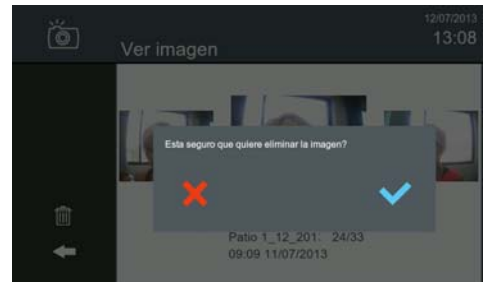 12/07/2013
13:08
Ver imagen
Esta seguro que quiere eliminar la imagen?
Patio 1_12_201. 24/33
09:09 11/07/2013